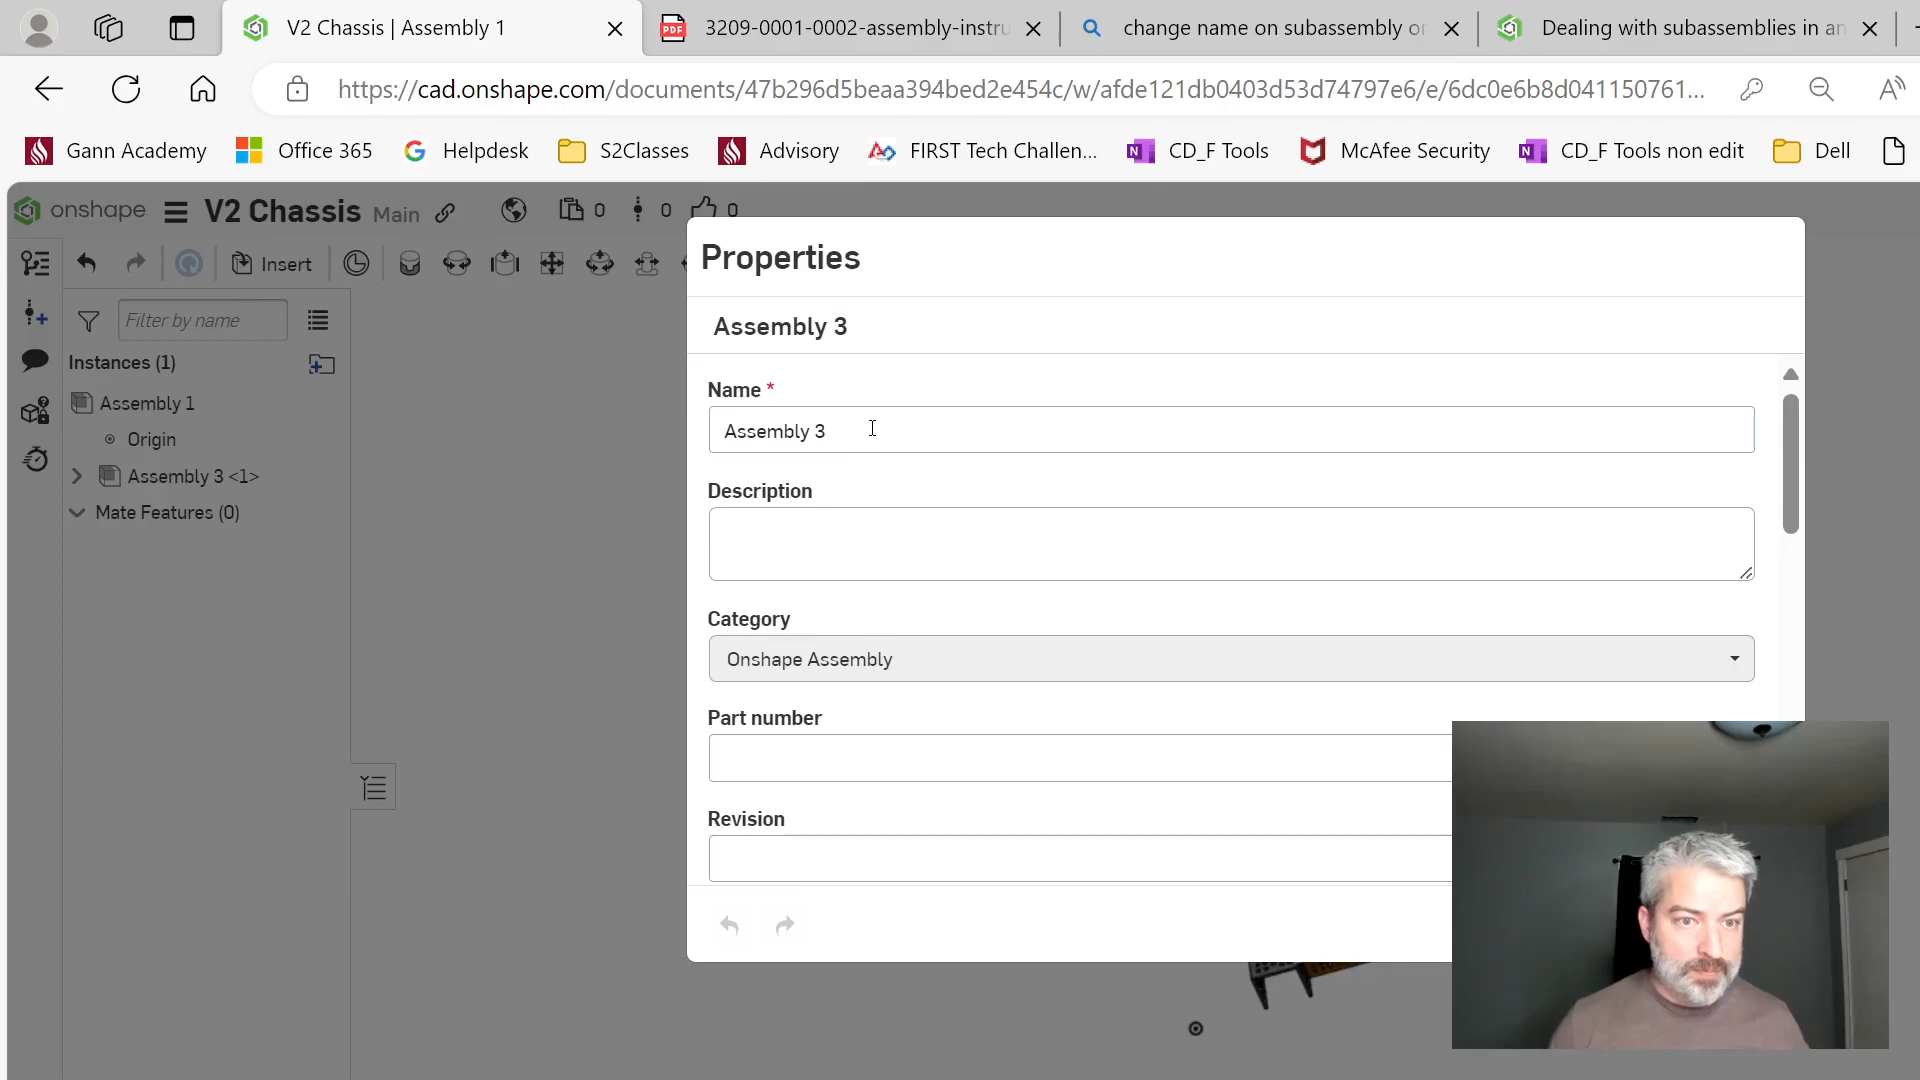 V2 Chassis | Assembly 1
3209-0001-0002-assembly-instru
change name on subassembly or
Dealing with subassemblies in an
https://cad.onshape.com/documents/47b296d5beaa394bed2e454c/w/afde121db0403d53d74797e6/e/6dc0e6b8d041150761...
Gann Academy
Office 365
Helpdesk
S2Classes
Advisory
FIRST Tech Challen...
CD_F Tools
McAfee Security
CD_F Tools non edit
Dell
onshape
V2 Chassis
Main
0
0
0
Insert
Filter by name
Instances (1)
Assembly 1
Origin
Assembly 3 <1>
Mate Features (0)
Properties
Assembly 3
Name *
Assembly 3
Description
Category
Onshape Assembly
Part number
Revision